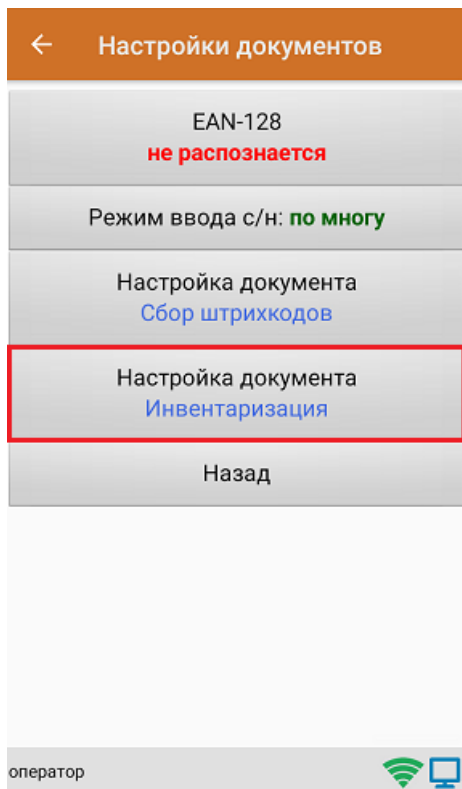 Настройки документов
EAN-128
не распознается
Режим ввода с/н: по многу
Настройка документа
Сбор штрихкодов
Настройка документа
Инвентаризация
Назад
оператор